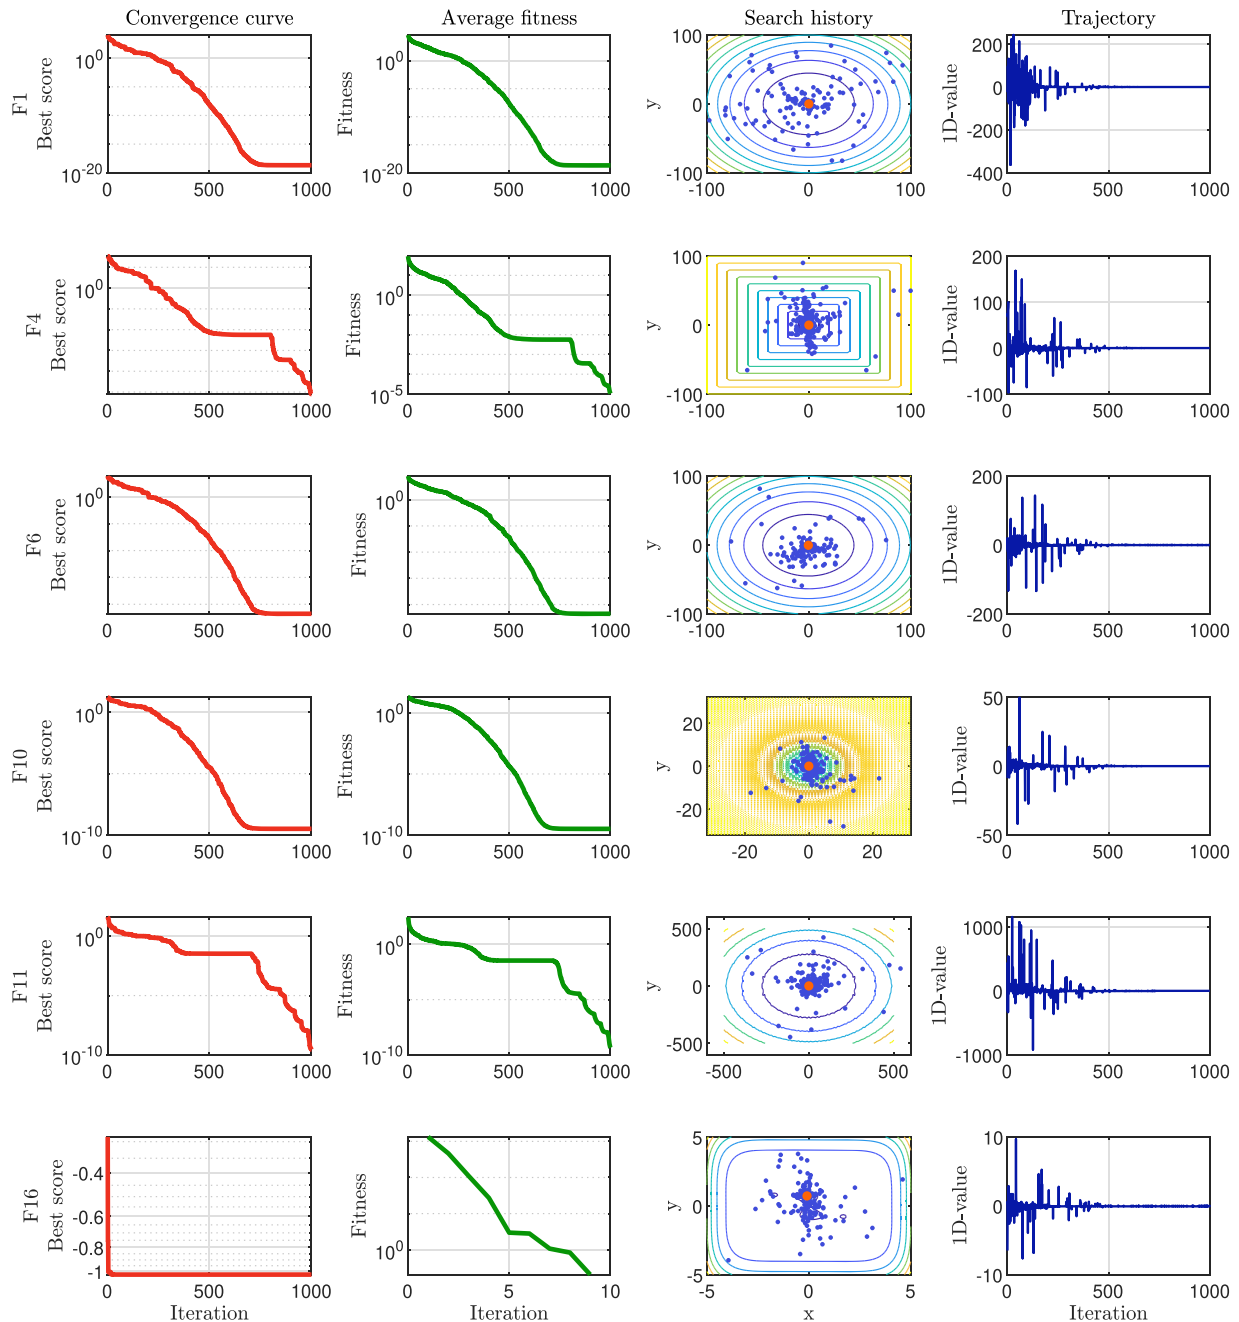 Convergence curve Average fitness Search history Trajectory
F1 Best score 10^0 10^-20 0 500 1000 Fitness 10^0 10^-20 0 500 1000 y 100 0 -100 -100 0 100 1D-value 200 0 -200 -400 0 500 1000
F4 Best score 10^0 0 500 1000 Fitness 10^0 10^-5 0 500 1000 y 100 0 -100 -100 0 100 1D-value 200 100 0 -100 0 500 1000
F6 Best score 10^0 0 500 1000 Fitness 10^0 0 500 1000 y 100 0 -100 -100 0 100 1D-value 200 0 -200 0 500 1000
F10 Best score 10^0 10^-10 0 500 1000 Fitness 10^0 10^-10 0 500 1000 y 20 0 -20 -20 0 20 1D-value 50 0 -50 0 500 1000
F11 Best score 10^0 10^-10 0 500 1000 Fitness 10^0 10^-10 0 500 1000 y 500 0 -500 -500 0 500 1D-value 1000 0 -1000 0 500 1000
F16 Best score -0.4 -0.6 -0.8 -1 0 500 1000 Fitness 10^0 0 5 10 y 5 0 -5 -5 0 5 1D-value 10 0 -10 0 500 1000
Iteration Iteration x Iteration